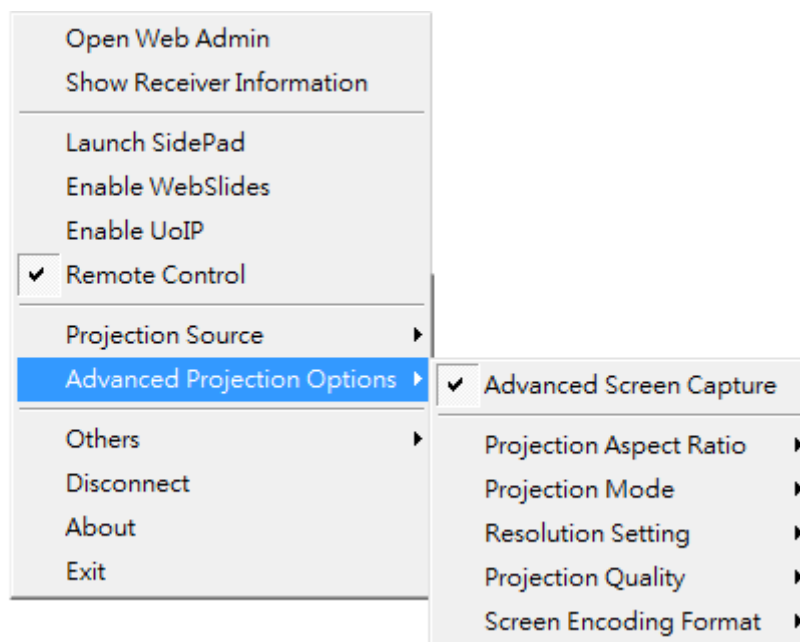 Open Web Admin
Show Receiver Information
Launch SidePad
Enable WebSlides
Enable UoIP
Remote Control
Projection Source
Advanced Projection Options
Others
Disconnect
About
Exit
Advanced Screen Capture
Projection Aspect Ratio
Projection Mode
Resolution Setting
Projection Quality
Screen Encoding Format